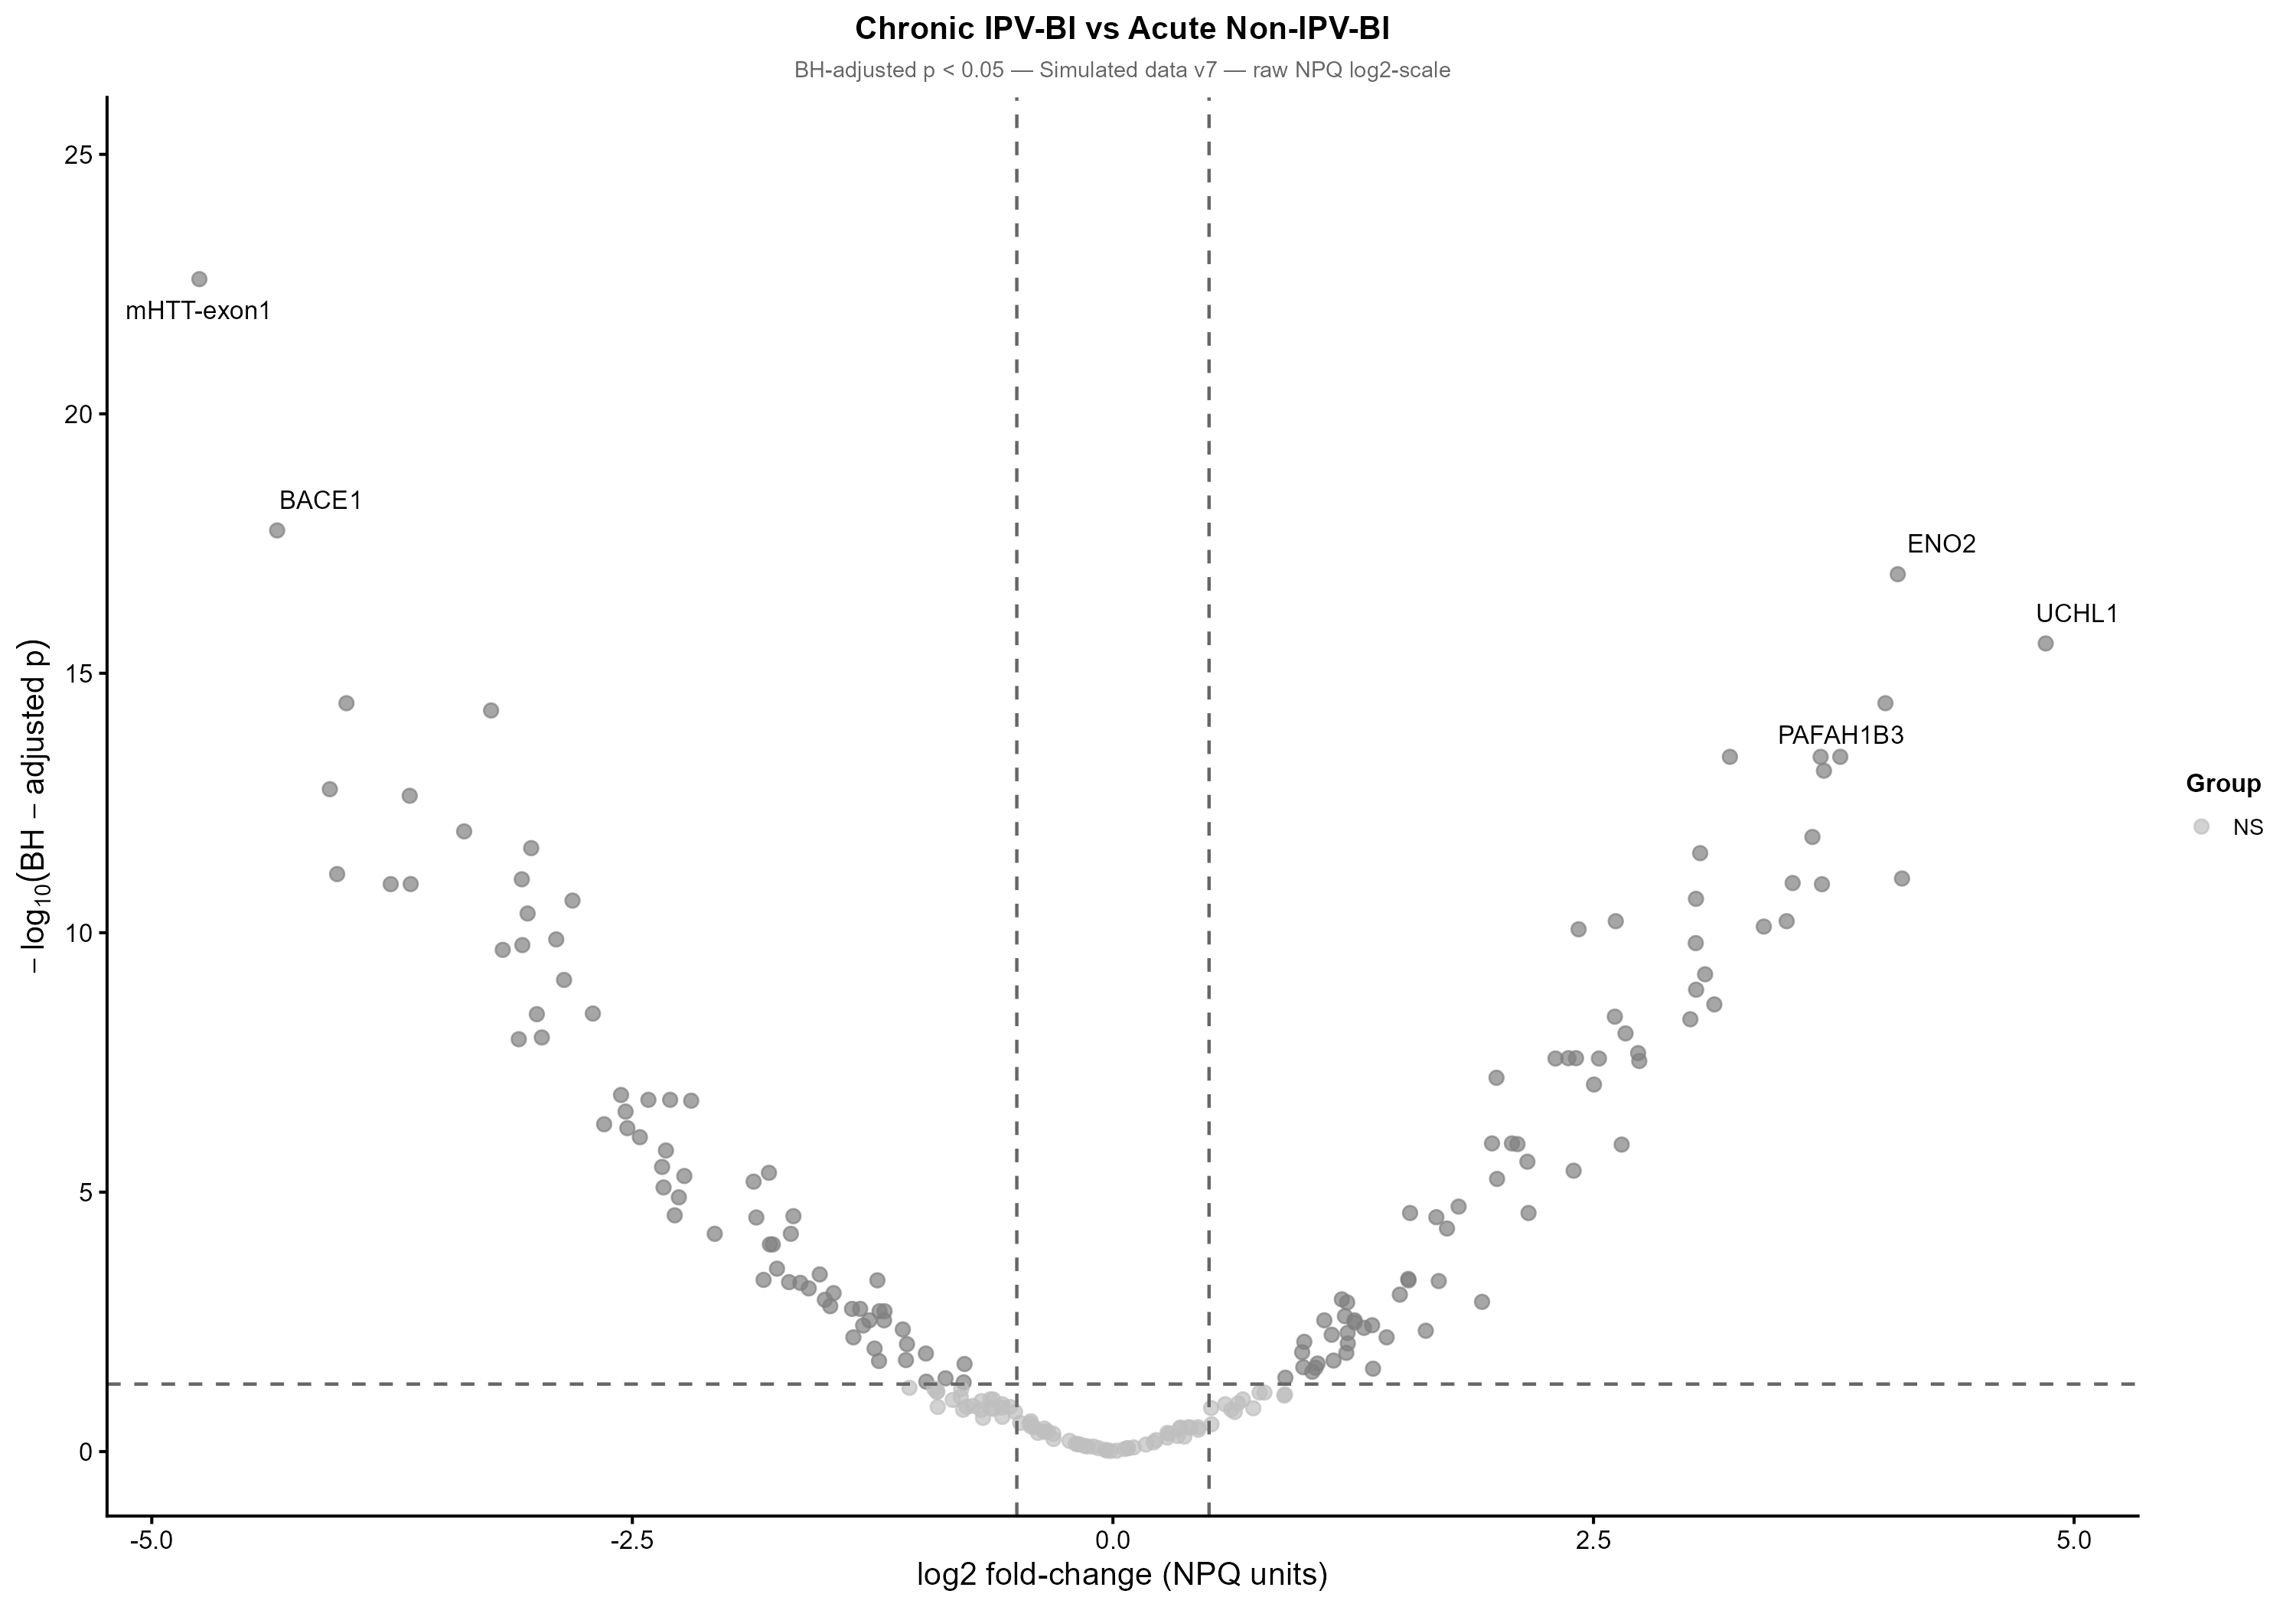 Chronic IPV-BI vs Acute Non-IPV-BI
BH-adjusted p < 0.05 — Simulated data v7 — raw NPQ log2-scale
25
20
15
10
5
0
− log10(BH − adjusted p)
mHTT-exon1
BACE1
ENO2
UCHL1
PAFAH1B3
Group
NS
-5.0
-2.5
0.0
2.5
5.0
log2 fold-change (NPQ units)